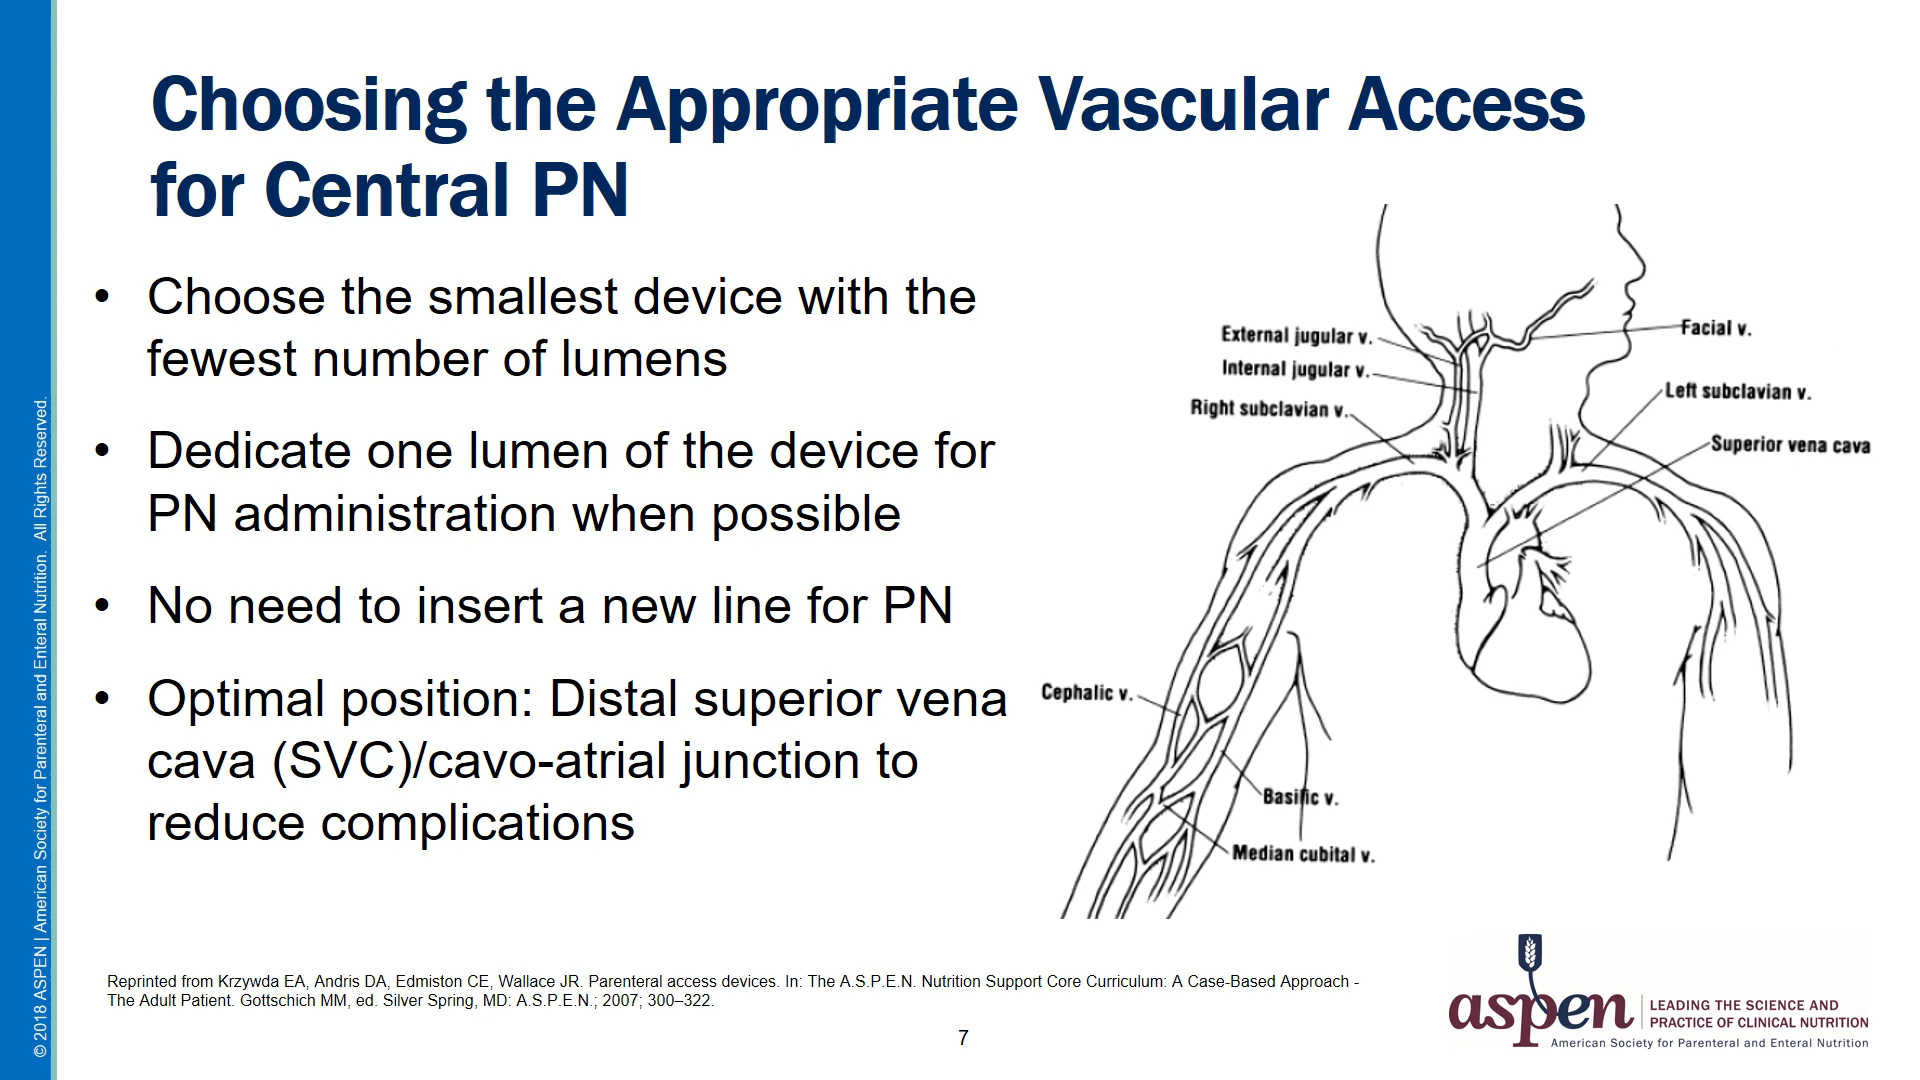 Choosing the Appropriate Vascular Access
for Central PN
• Choose the smallest device with the
fewest number of lumens
• Dedicate one lumen of the device for
PN administration when possible
• No need to insert a new line for PN
• Optimal position: Distal superior vena
cava (SVC)/cavo-atrial junction to
reduce complications
External jugular v.
Internal jugular v.
Right subclavian v.
Facial v.
Left subclavian v.
Superior vena cava
Cephalic v.
Basilic v.
Median cubital v.
Reprinted from Krzywda EA, Andris DA, Edmiston CE, Wallace JR. Parenteral access devices. In: The A.S.P.E.N. Nutrition Support Core Curriculum: A Case-Based Approach -
The Adult Patient. Gottschich MM, ed. Silver Spring, MD: A.S.P.E.N.; 2007; 300–322.
7
aspen
LEADING THE SCIENCE AND
PRACTICE OF CLINICAL NUTRITION
American Society for Parenteral and Enteral Nutrition
© 2018 ASPEN | American Society for Parenteral and Enteral Nutrition. All Rights Reserved.